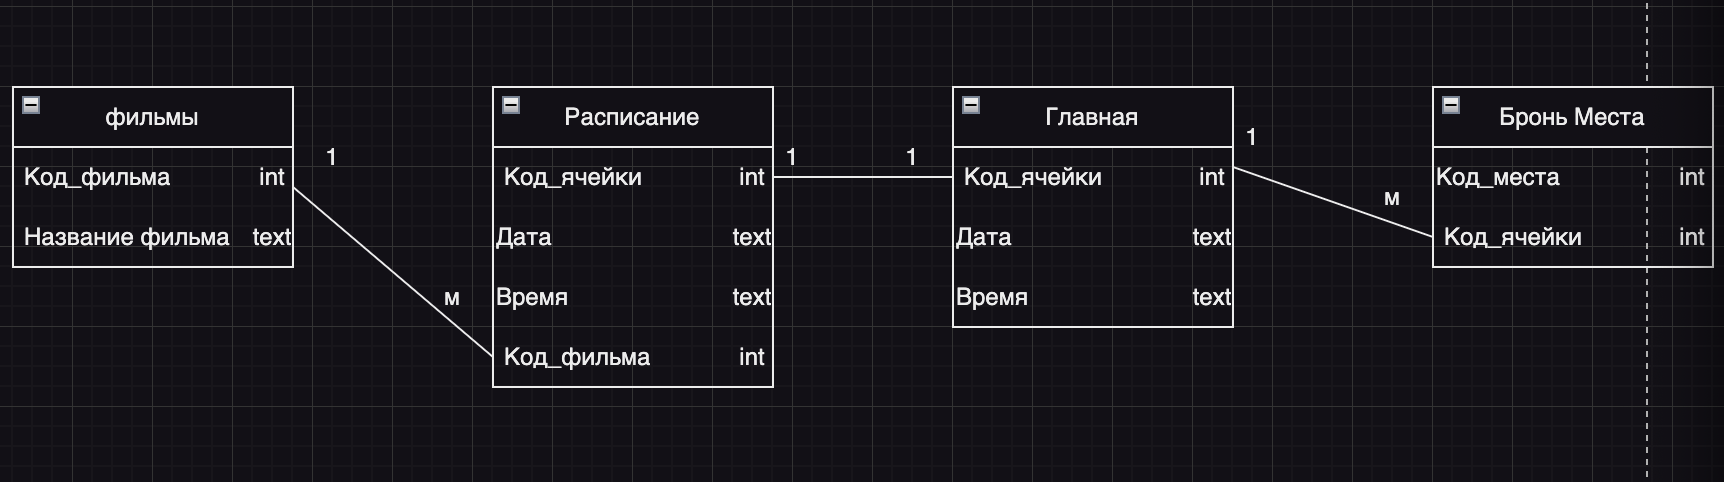 фильмы
Код_фильма int
Название фильма text
1
м
Расписание
Код_ячейки int
Дата text
Время text
Код_фильма int
1
1
Главная
Код_ячейки int
Дата text
Время text
1
м
Бронь Места
Код_места int
Код_ячейки int